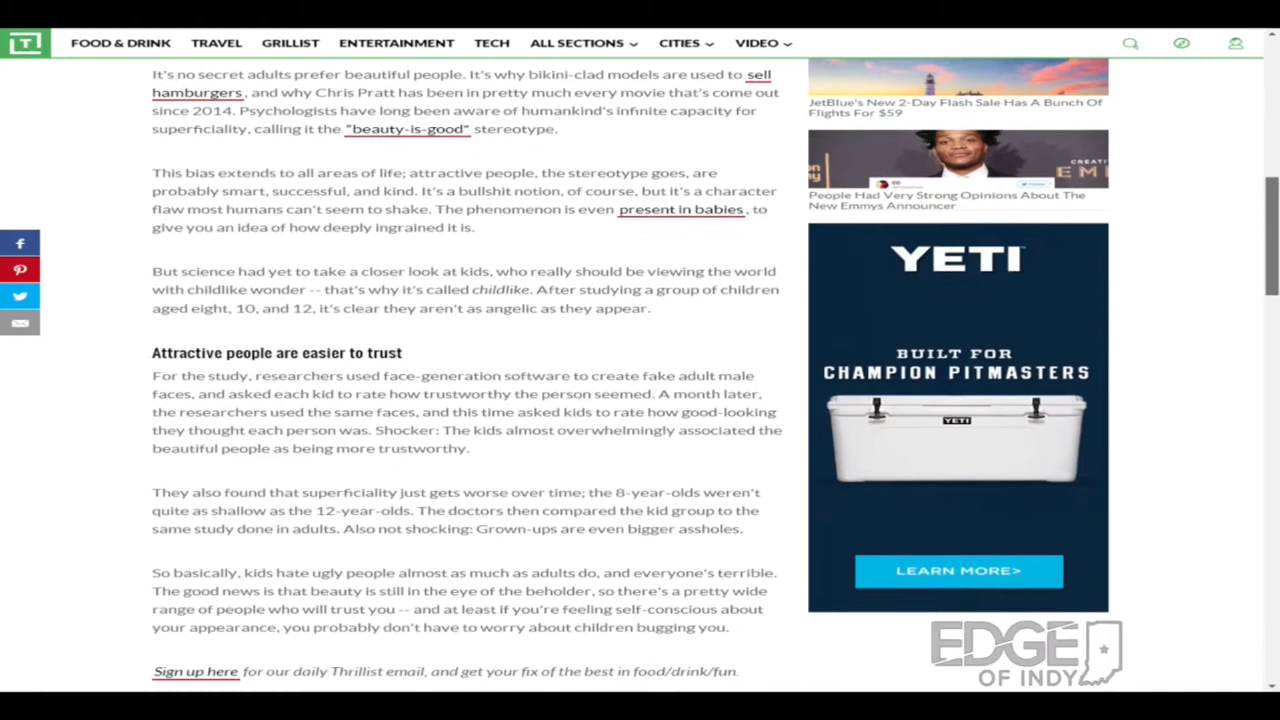 T
FOOD & DRINK TRAVEL GRILLIST ENTERTAINMENT TECH ALL SECTIONS CITIES VIDEO
It's no secret adults prefer beautiful people. It's why bikini-clad models are used to sell
hamburgers, and why Chris Pratt has been in pretty much every movie that's come out
since 2014. Psychologists have long been aware of humankind's infinite capacity for
superficiality, calling it the "beauty-is-good" stereotype.
This bias extends to all areas of life; attractive people, the stereotype goes, are
probably smart, successful, and kind. It's a bullshit notion, of course, but it's a character
flaw most humans can't seem to shake. The phenomenon is even present in babies, to
give you an idea of how deeply ingrained it is.
But science had yet to take a closer look at kids, who really should be viewing the world
with childlike wonder -- that's why it's called childlike. After studying a group of children
aged eight, 10, and 12, it's clear they aren't as angelic as they appear.
Attractive people are easier to trust
For the study, researchers used face-generation software to create fake adult male
faces, and asked each kid to rate how trustworthy the person seemed. A month later,
the researchers used the same faces, and this time asked kids to rate how good-looking
they thought each person was. Shocker: The kids almost overwhelmingly associated the
beautiful people as being more trustworthy.
They also found that superficiality just gets worse over time; the 8-year-olds weren't
quite as shallow as the 12-year-olds. The doctors then compared the kid group to the
same study done in adults. Also not shocking: Grown-ups are even bigger assholes.
So basically, kids hate ugly people almost as much as adults do, and everyone's terrible.
The good news is that beauty is still in the eye of the beholder, so there's a pretty wide
range of people who will trust you -- and at least if you're feeling self-conscious about
your appearance, you probably don't have to worry about children bugging you.
Sign up here for our daily Thrillist email, and get your fix of the best in food/drink/fun.
JetBlue's New 2-Day Flash Sale Has A Bunch Of
Flights For $59
CREATI
EM
People Had Very Strong Opinions About The
New Emmys Announcer
YETI
BUILT FOR
CHAMPION PITMASTERS
YETI
LEARN MORE>
EDGE
OF INDY